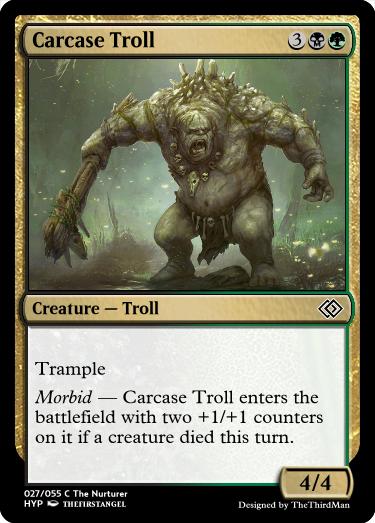 Carcase Troll 3
Creature — Troll
Trample
Morbid — Carcase Troll enters the
battlefield with two +1/+1 counters
on it if a creature died this turn.
4/4
027/055 C The Nurturer
HYP THEFIRSTANGEL
Designed by TheThirdMan